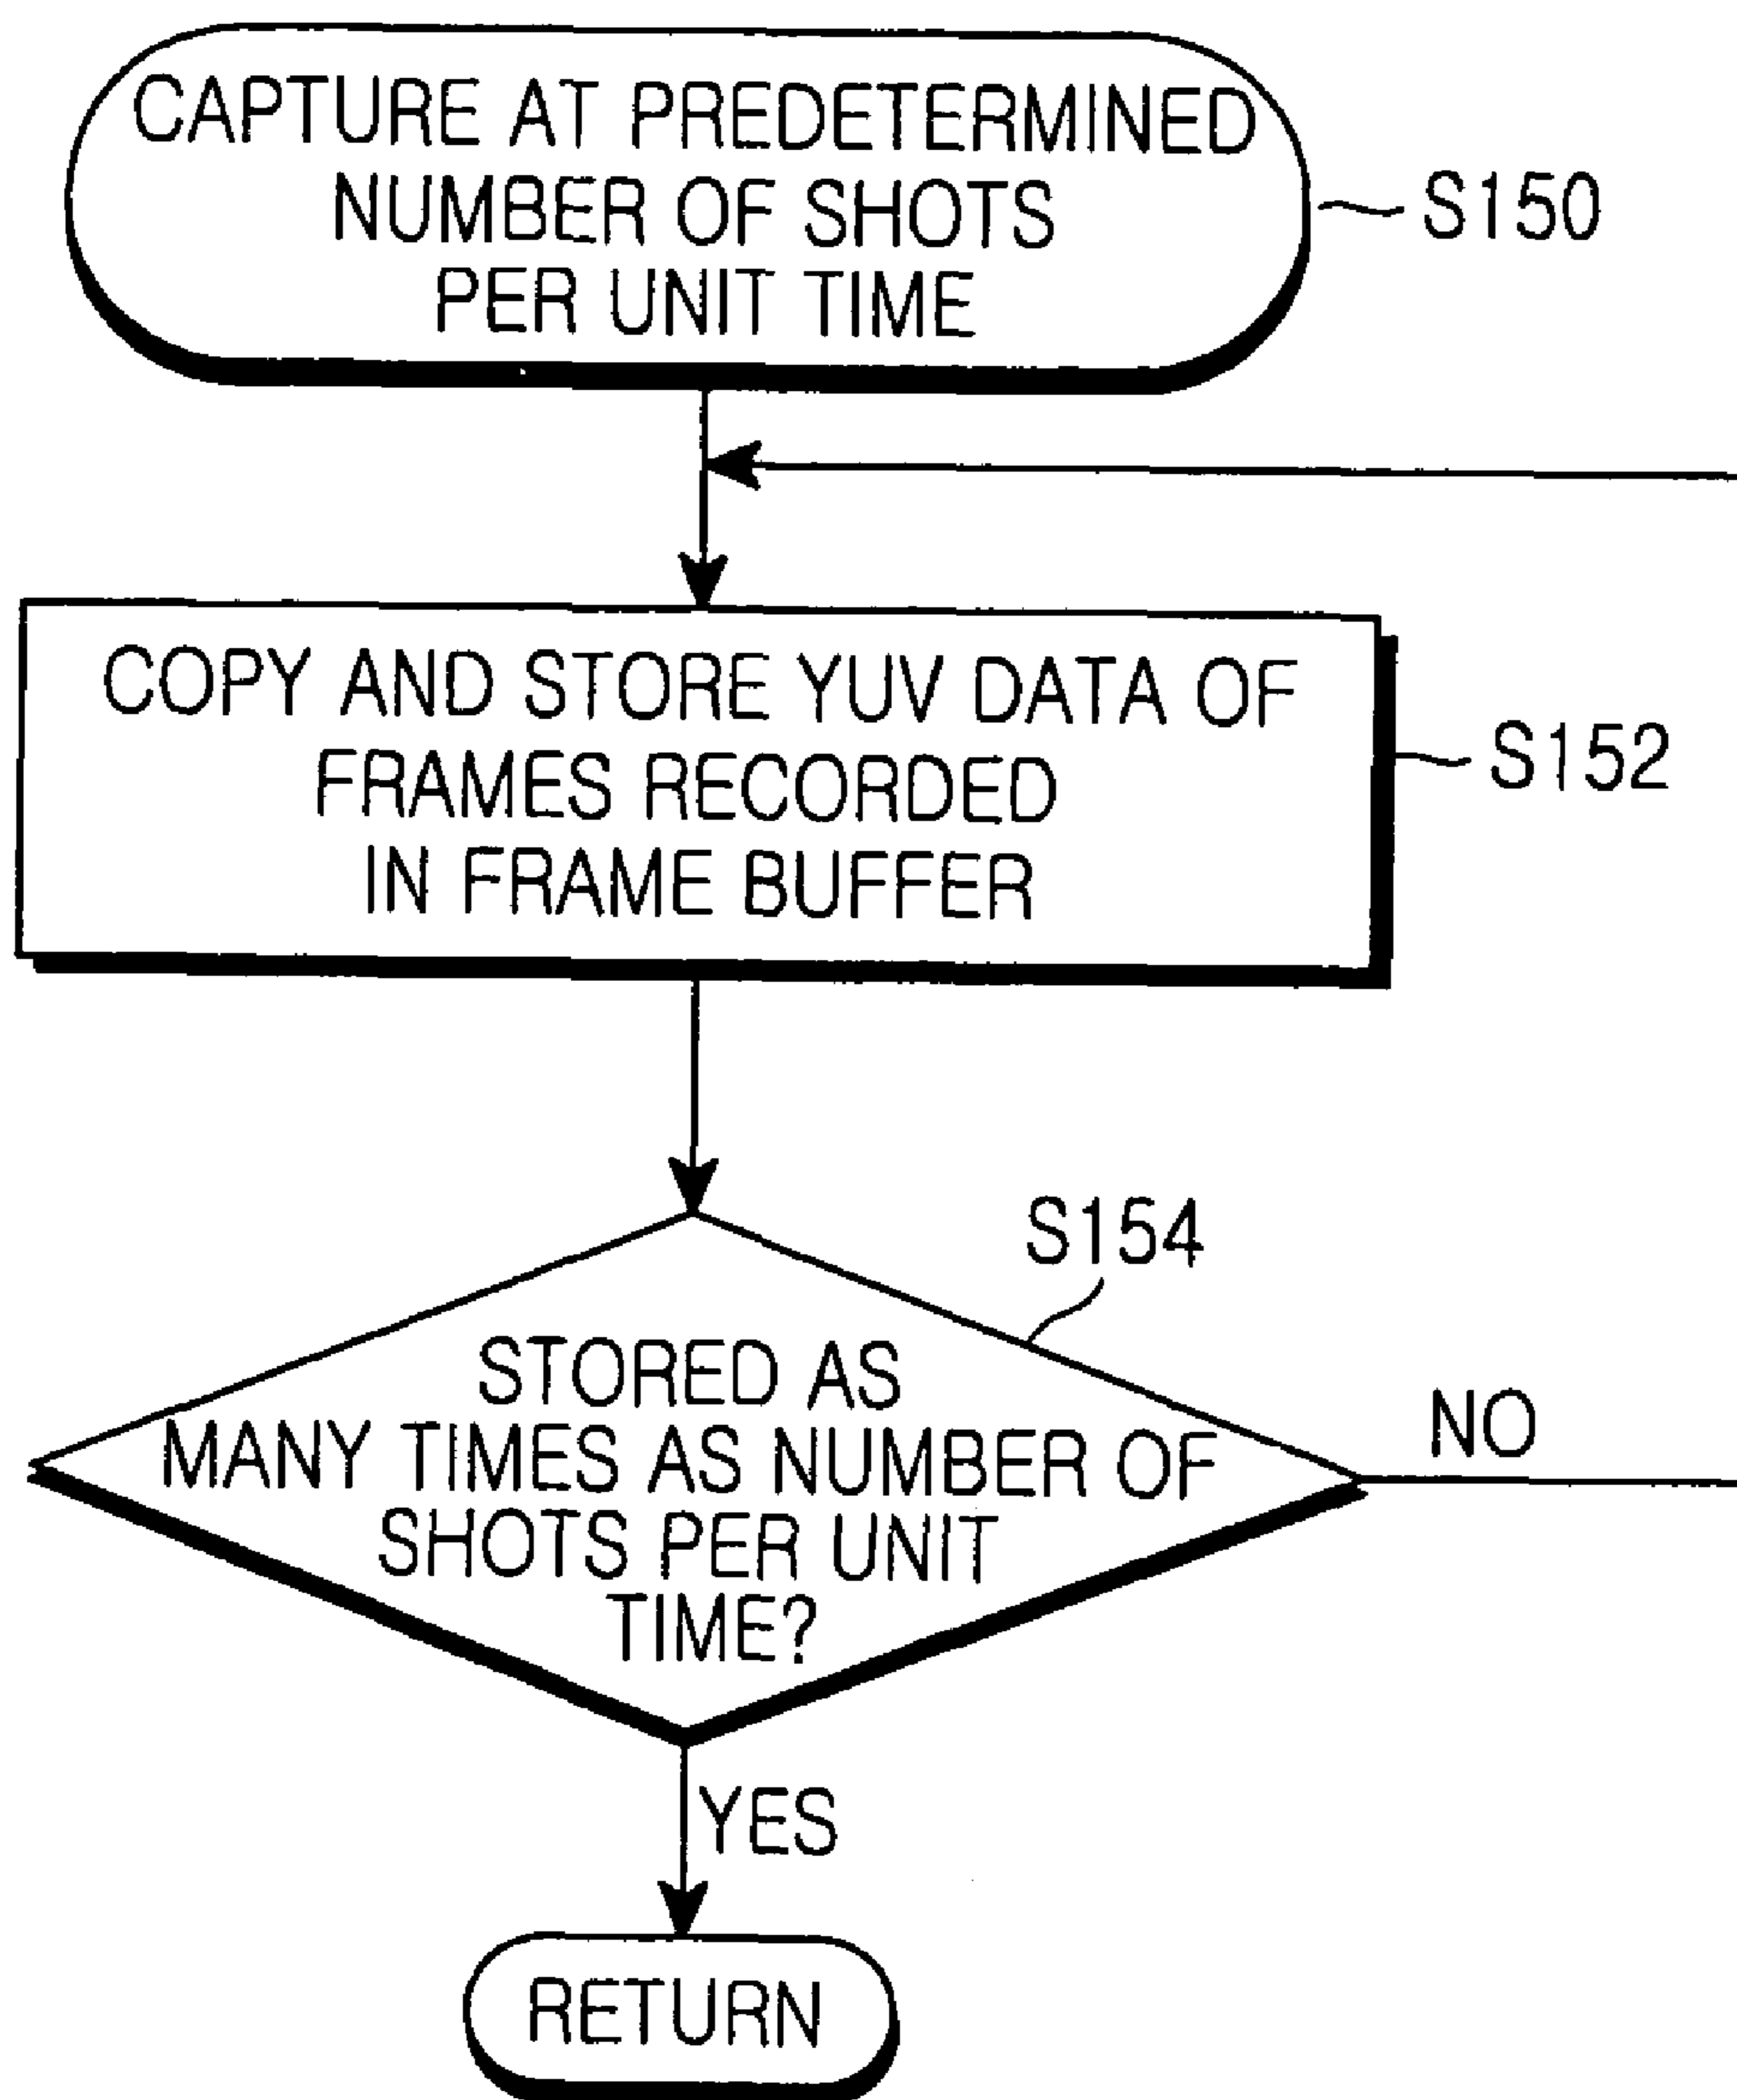 CAPTURE AT PREDETERMINED
NUMBER OF SHOTS
PER UNIT TIME
S150
COPY AND STORE YUV DATA OF
FRAMES RECORDED
IN FRAME BUFFER
S152
S154
STORED AS
MANY TIMES AS NUMBER OF
SHOTS PER UNIT
TIME?
NO
YES
RETURN